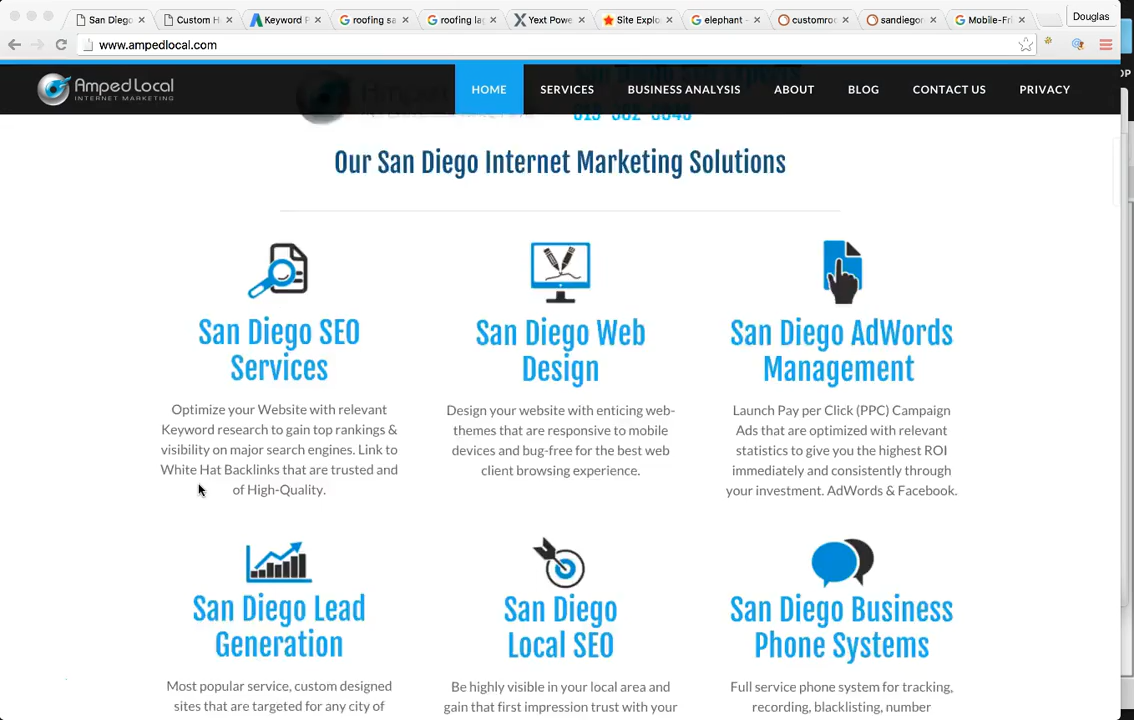 San Diego
Custom H
Keyword P
roofing sa
roofing la
Yext Powe
Site Explo
elephant -
customroc
sandiegor
Mobile-Fri
Douglas
www.ampedlocal.com
Amped Local
INTERNET MARKETING
HOME
SERVICES
BUSINESS ANALYSIS
ABOUT
BLOG
CONTACT US
PRIVACY
Our San Diego Internet Marketing Solutions
San Diego SEO
Services
Optimize your Website with relevant
Keyword research to gain top rankings &
visibility on major search engines. Link to
White Hat Backlinks that are trusted and
of High-Quality.
San Diego Web
Design
Design your website with enticing web-
themes that are responsive to mobile
devices and bug-free for the best web
client browsing experience.
San Diego AdWords
Management
Launch Pay per Click (PPC) Campaign
Ads that are optimized with relevant
statistics to give you the highest ROI
immediately and consistently through
your investment. AdWords & Facebook.
San Diego Lead
Generation
Most popular service, custom designed
sites that are targeted for any city of
San Diego
Local SEO
Be highly visible in your local area and
gain that first impression trust with your
San Diego Business
Phone Systems
Full service phone system for tracking,
recording, blacklisting, number